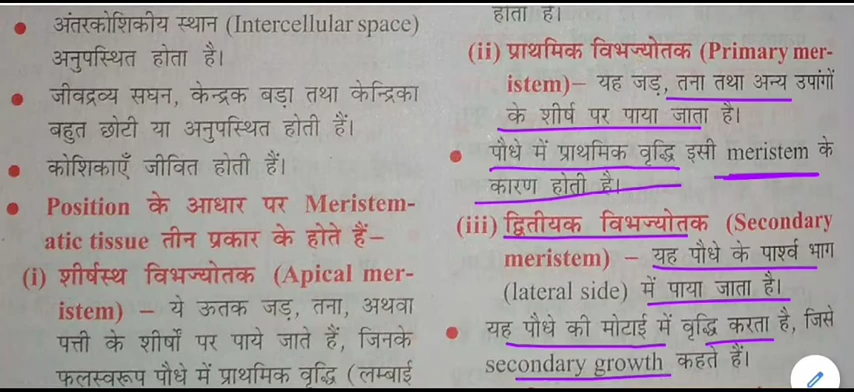 अंतरकोशिकीय स्थान (Intercellular space)
अनुपस्थित होता है।
जीवद्रव्य सघन, केन्द्रक बड़ा तथा केन्द्रिका
बहुत छोटी या अनुपस्थित होती हैं।
कोशिकाएँ जीवित होती हैं।
Position के आधार पर Meristem-
atic tissue तीन प्रकार के होते हैं–
(i) शीर्षस्थ विभज्योतक (Apical mer-
istem) – ये ऊतक जड़, तना, अथवा
पत्ती के शीर्षों पर पाये जाते हैं, जिनके
फलस्वरूप पौधे में प्राथमिक वृद्धि (लम्बाई
होता है।
(ii) प्राथमिक विभज्योतक (Primary mer-
istem)– यह जड़, तना तथा अन्य उपांगों
के शीर्ष पर पाया जाता है।
पौधे में प्राथमिक वृद्धि इसी meristem के
कारण होती है।
(iii) द्वितीयक विभज्योतक (Secondary
meristem) – यह पौधे के पार्श्व भाग
(lateral side) में पाया जाता है।
यह पौधे की मोटाई में वृद्धि करता है, जिसे
secondary growth कहते हैं।